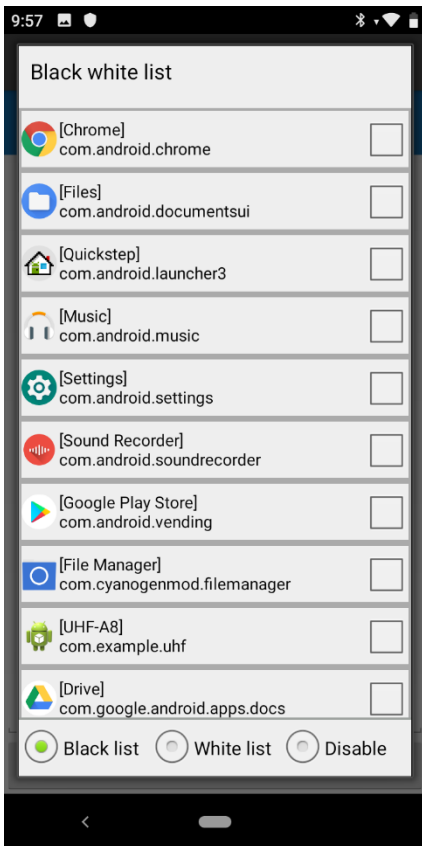 9:57
Black white list
[Chrome]
com.android.chrome
[Files]
com.android.documentsui
[Quickstep]
com.android.launcher3
[Music]
com.android.music
[Settings]
com.android.settings
[Sound Recorder]
com.android.soundrecorder
[Google Play Store]
com.android.vending
[File Manager]
com.cyanogenmod.filemanager
[UHF-A8]
com.example.uhf
[Drive]
com.google.android.apps.docs
Black list White list Disable